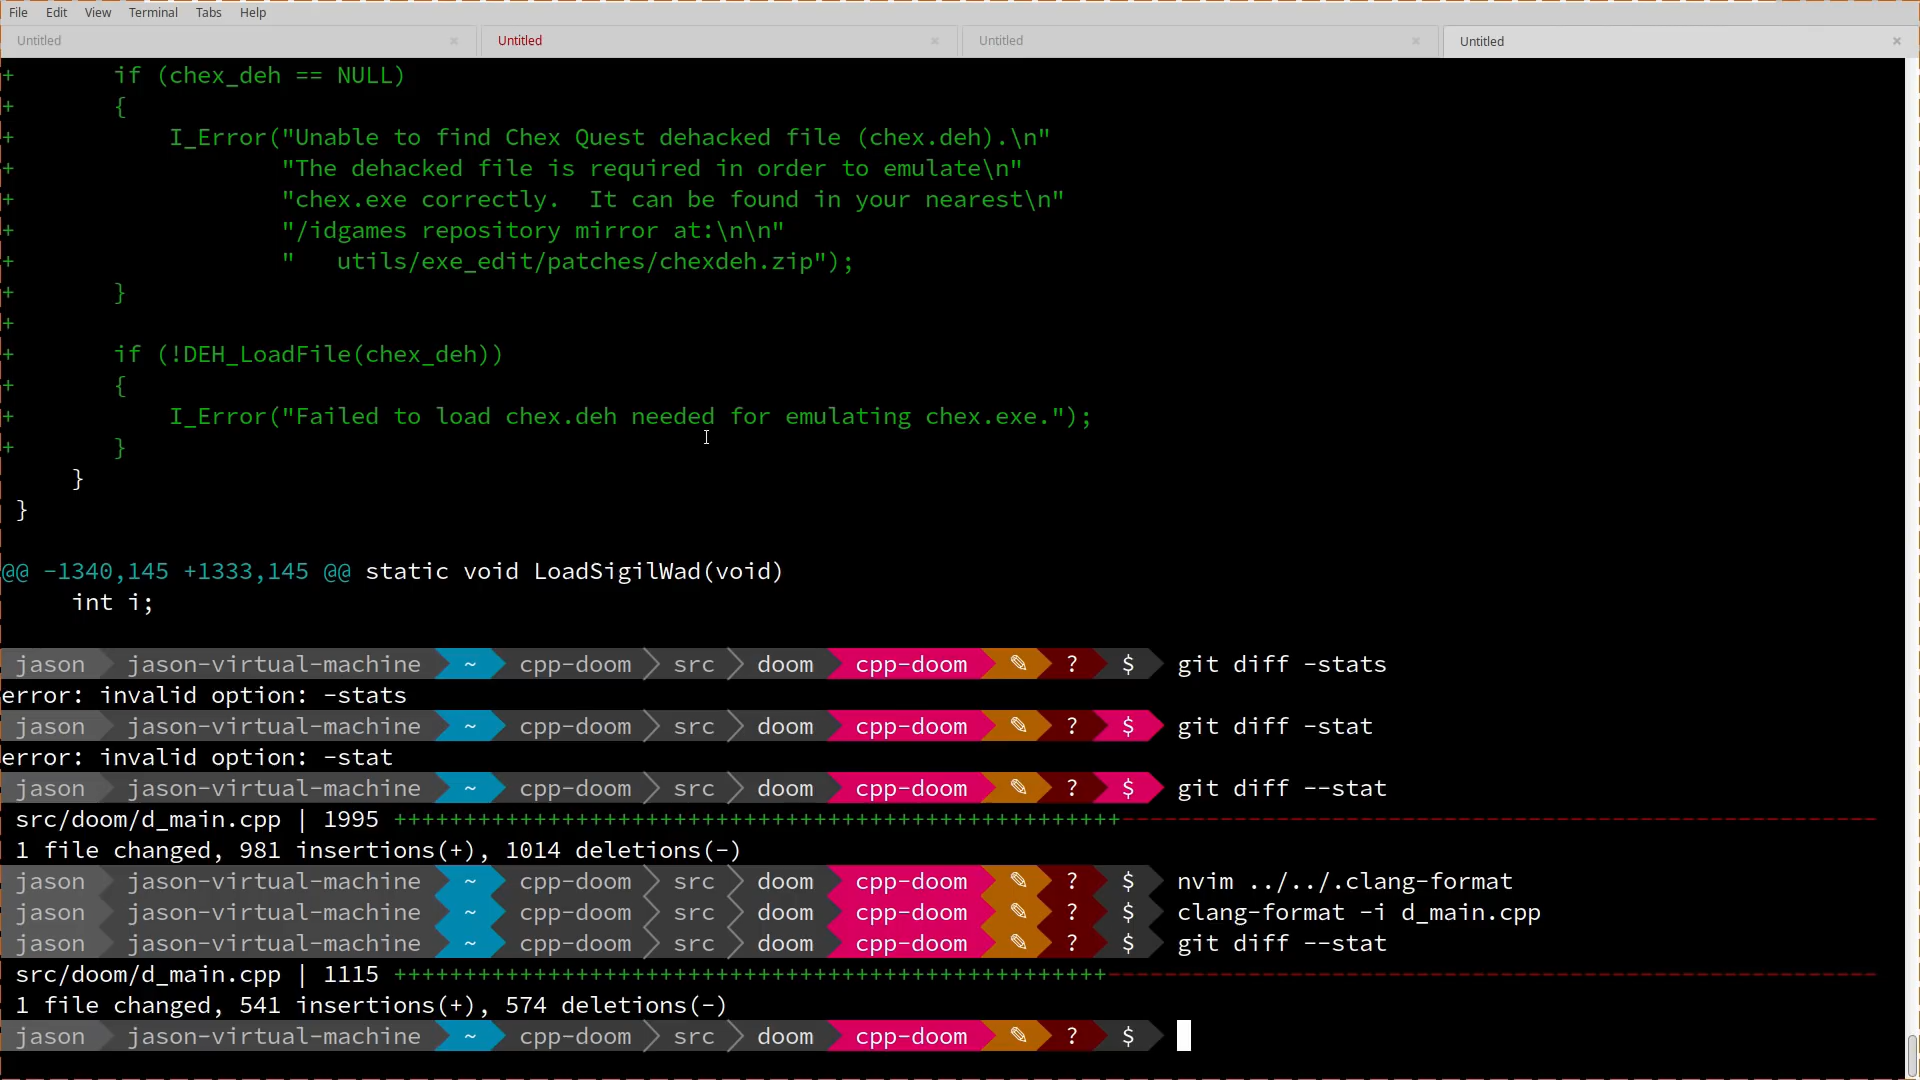 File Edit View Terminal Tabs Help
Untitled Untitled Untitled Untitled
+       if (chex_deh == NULL)
+       {
+           I_Error("Unable to find Chex Quest dehacked file (chex.deh).\n"
+                   "The dehacked file is required in order to emulate\n"
+                   "chex.exe correctly.  It can be found in your nearest\n"
+                   "/idgames repository mirror at:\n\n"
+                   "   utils/exe_edit/patches/chexdeh.zip");
+       }
+
+       if (!DEH_LoadFile(chex_deh))
+       {
+           I_Error("Failed to load chex.deh needed for emulating chex.exe.");
+       }
     }
 }
@@ -1340,145 +1333,145 @@ static void LoadSigilWad(void)
     int i;
jason jason-virtual-machine ~ cpp-doom src doom cpp-doom ✎ ? $ git diff -stats
error: invalid option: -stats
jason jason-virtual-machine ~ cpp-doom src doom cpp-doom ✎ ? $ git diff -stat
error: invalid option: -stat
jason jason-virtual-machine ~ cpp-doom src doom cpp-doom ✎ ? $ git diff --stat
src/doom/d_main.cpp | 1995 ++++++++++++++++++++++++++++++++++++++++++++++++++++------------------------------------------------------
1 file changed, 981 insertions(+), 1014 deletions(-)
jason jason-virtual-machine ~ cpp-doom src doom cpp-doom ✎ ? $ nvim ../../.clang-format
jason jason-virtual-machine ~ cpp-doom src doom cpp-doom ✎ ? $ clang-format -i d_main.cpp
jason jason-virtual-machine ~ cpp-doom src doom cpp-doom ✎ ? $ git diff --stat
src/doom/d_main.cpp | 1115 +++++++++++++++++++++++++++++++++++++++++++++++++++-------------------------------------------------------
1 file changed, 541 insertions(+), 574 deletions(-)
jason jason-virtual-machine ~ cpp-doom src doom cpp-doom ✎ ? $